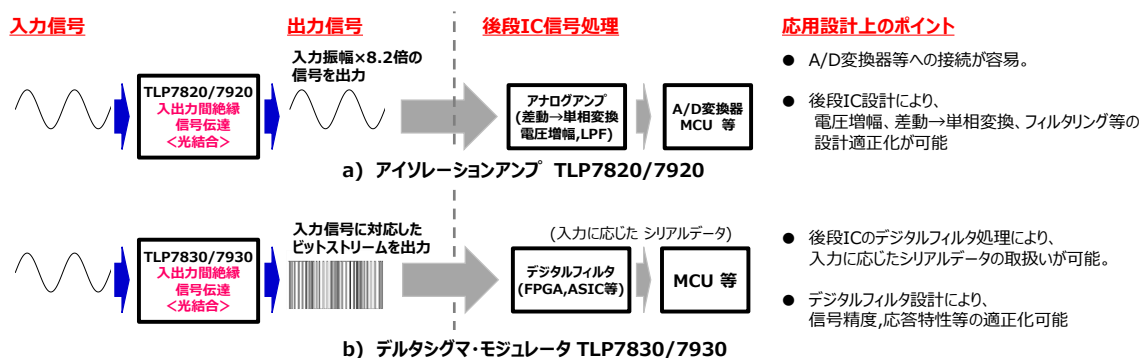 入力信号
出力信号
後段IC信号処理
応用設計上のポイント
入力振幅×8.2倍の
信号を出力
TLP7820/7920
入出力間絶縁
信号伝達
<光結合>
アナログアンプ
(差動→単相変換
電圧増幅,LPF)
A/D変換器
MCU 等
● A/D変換器等への接続が容易。
● 後段IC設計により、
電圧増幅、差動→単相変換、フィルタリング等の
設計適正化が可能
a) アイソレーションアンプ TLP7820/7920
入力信号に対応した
ビットストリームを出力
TLP7830/7930
入出力間絶縁
信号伝達
<光結合>
(入力に応じた シリアルデータ)
デジタルフィルタ
(FPGA,ASIC等)
MCU 等
● 後段ICのデジタルフィルタ処理により、
入力に応じたシリアルデータの取扱いが可能。
● デジタルフィルタ設計により、
信号精度,応答特性等の適正化可能
b) デルタシグマ・モジュレータ TLP7830/7930